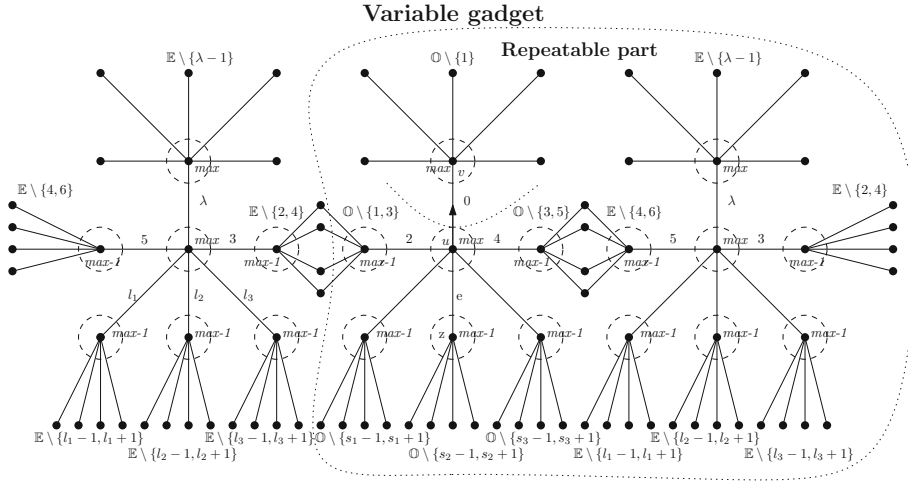 Variable gadget
Repeatable part
𝔼 \ {λ − 1} 𝕆 \ {1} 𝔼 \ {λ − 1}
max max v max
𝔼 \ {4, 6} λ 𝔼 \ {2, 4} 𝕆 \ {1, 3} 0 𝕆 \ {3, 5} 𝔼 \ {4, 6} λ 𝔼 \ {2, 4}
5 max 3 2 u max 4 5 max 3
max-1 max-1 max-1 max-1 max-1 max-1
l₁ l₂ l₃ e
max-1 max-1 max-1 max-1 z max-1 max-1 max-1 max-1 max-1
𝔼 \ {l₁ − 1, l₁ + 1} 𝔼 \ {l₃ − 1, l₃ + 1} 𝕆 \ {s₁ − 1, s₁ + 1} 𝕆 \ {s₃ − 1, s₃ + 1} 𝔼 \ {l₂ − 1, l₂ + 1}
𝔼 \ {l₂ − 1, l₂ + 1} 𝕆 \ {s₂ − 1, s₂ + 1} 𝔼 \ {l₁ − 1, l₁ + 1} 𝔼 \ {l₃ − 1, l₃ + 1}